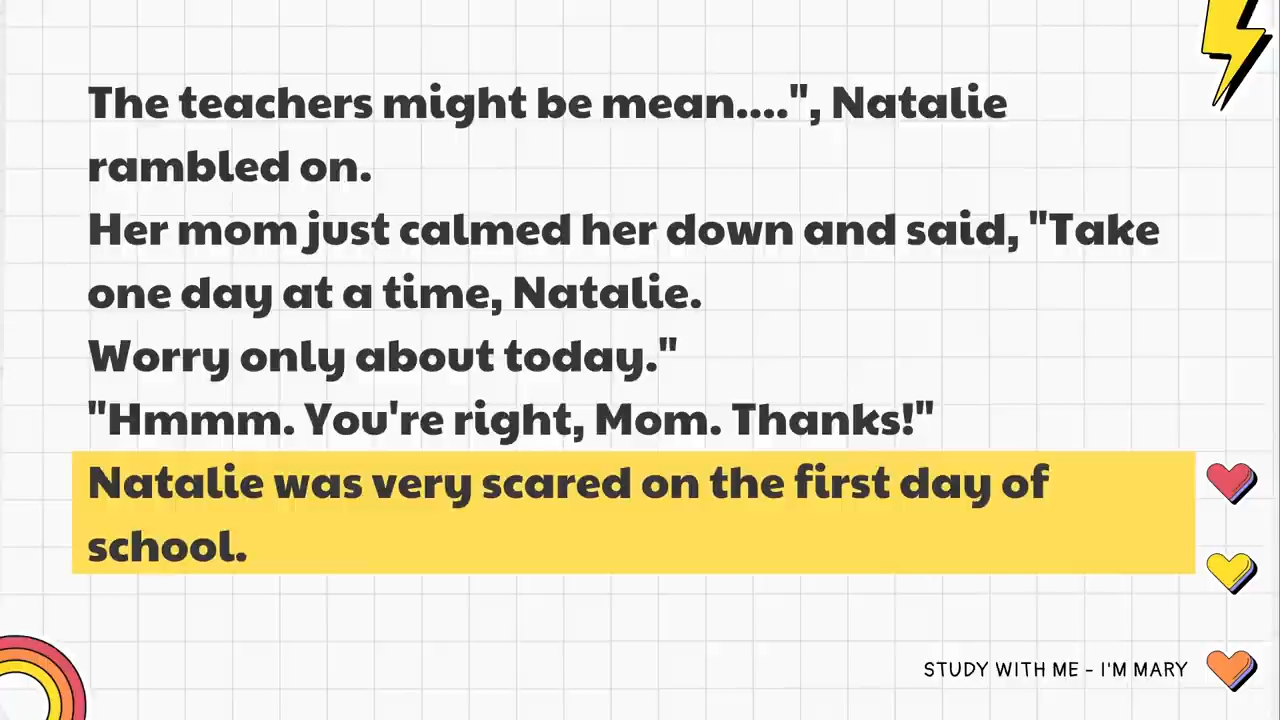 The teachers might be mean....", Natalie
rambled on.
Her mom just calmed her down and said, "Take
one day at a time, Natalie.
Worry only about today."
"Hmmm. You're right, Mom. Thanks!"
Natalie was very scared on the first day of
school.
STUDY WITH ME - I'M MARY